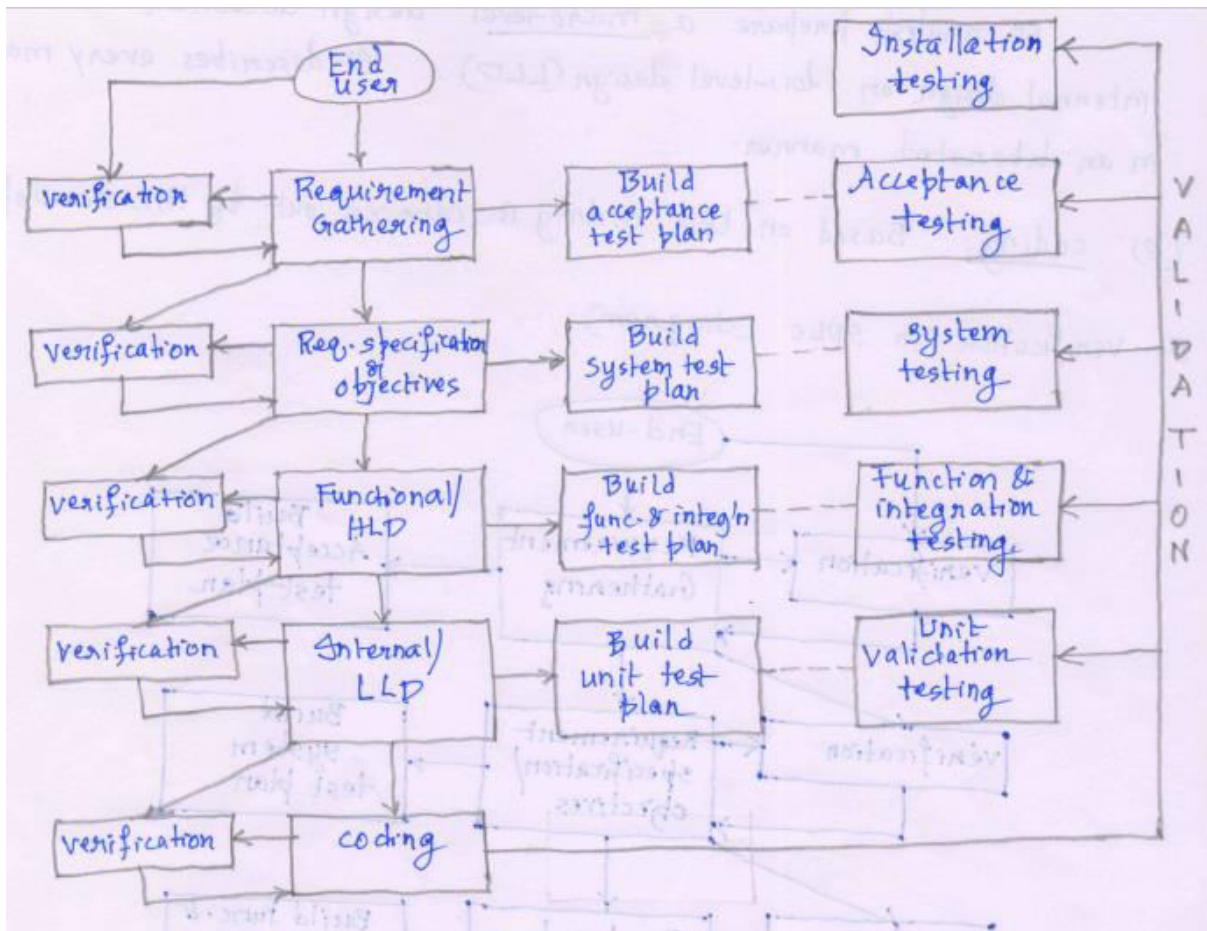 End
user
Installation
testing
verification
Requirement
Gathering
Build
acceptance
test plan
Acceptance
testing
verification
Req. specification
&
objectives
Build
System test
plan
System
testing
verification
Functional/
HLD
Build
func. & integ'n
test plan
Function &
integration
testing.
verification
Internal/
LLD
Build
unit test
plan
Unit
Validation
testing
verification
coding
VALIDATION